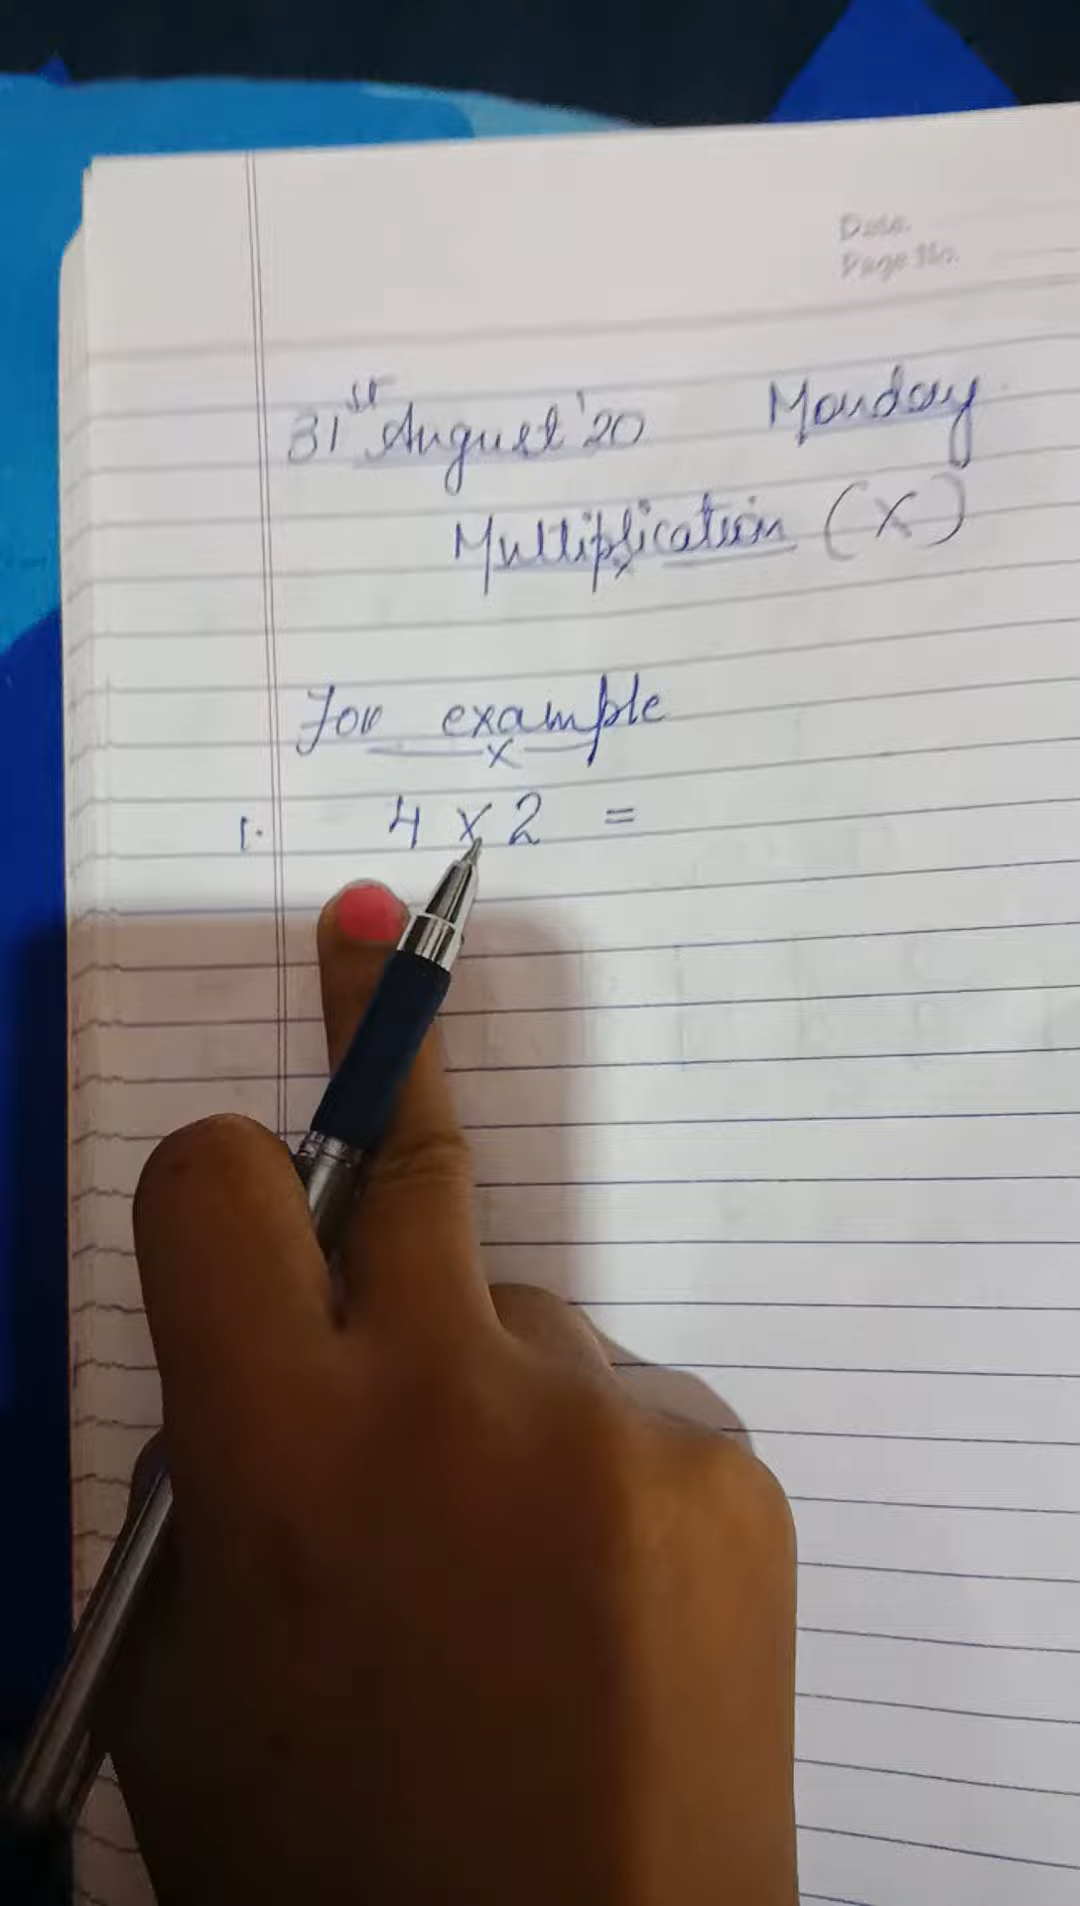 Date.
Page No.
31st August '20 Monday
Multiplication (x)
For example
x
1. 4 x 2 =